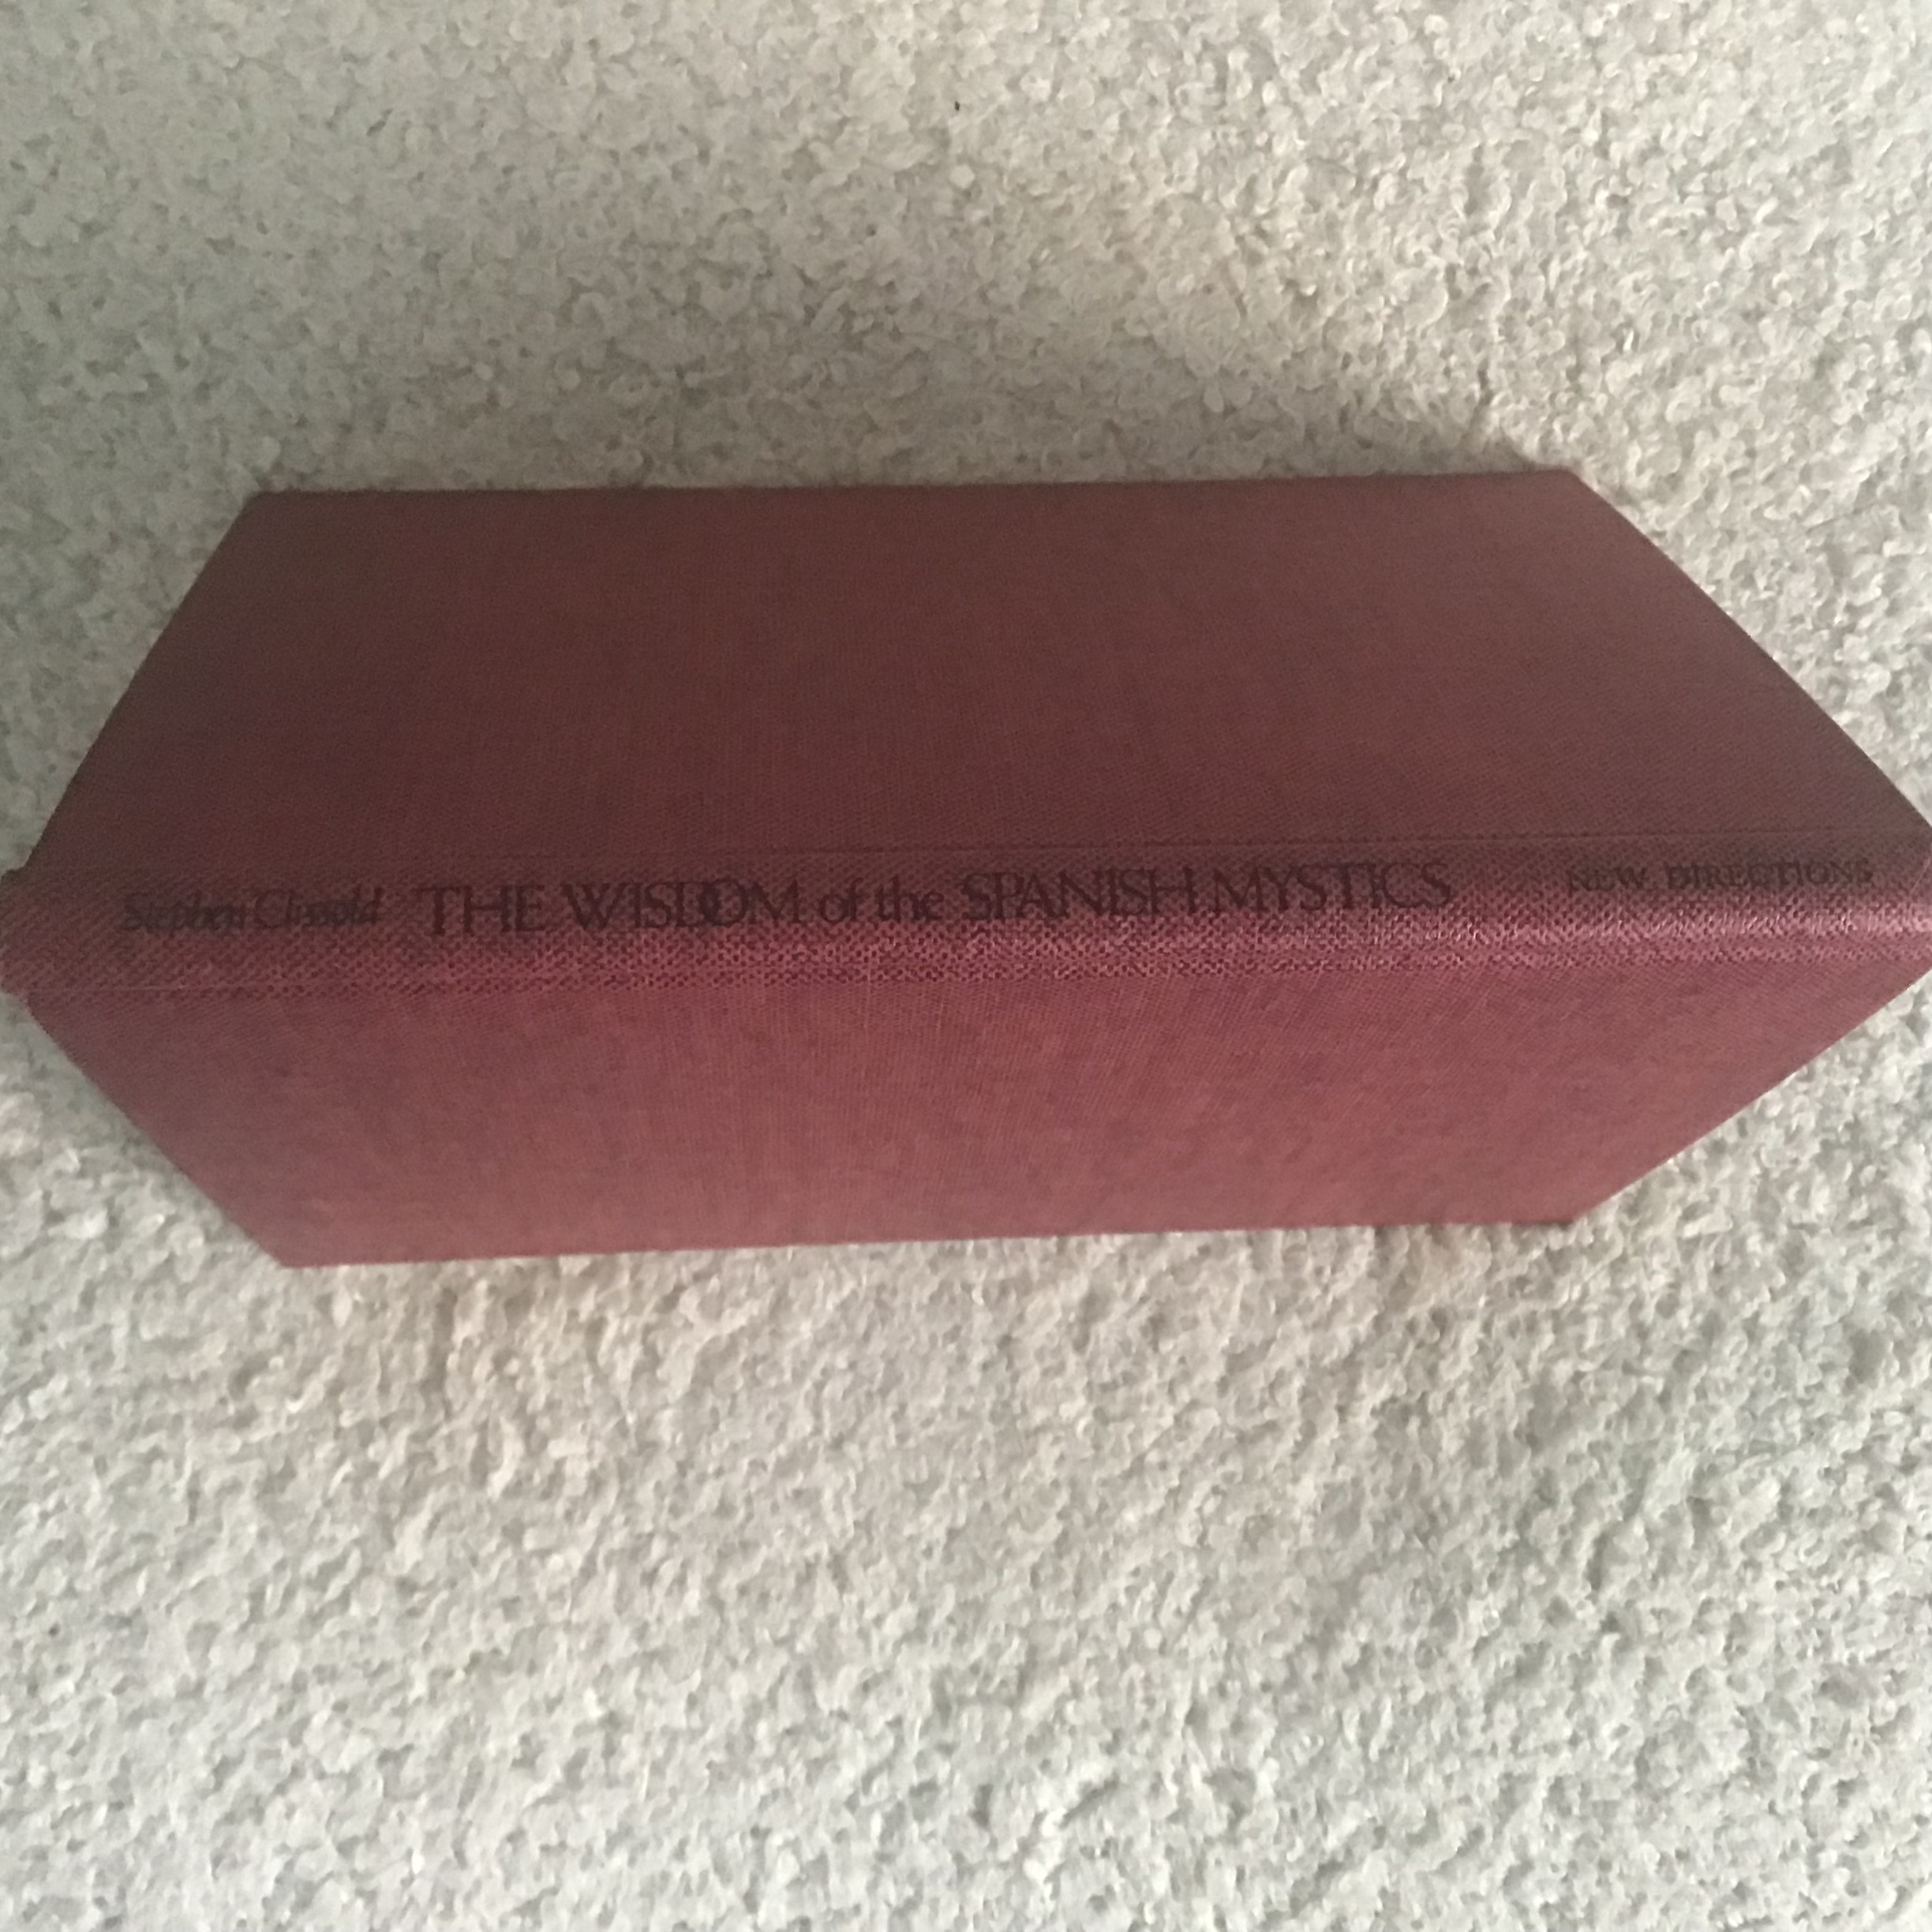 Stephen Clissold THE WISDOM of the SPANISH MYSTICS NEW DIRECTIONS